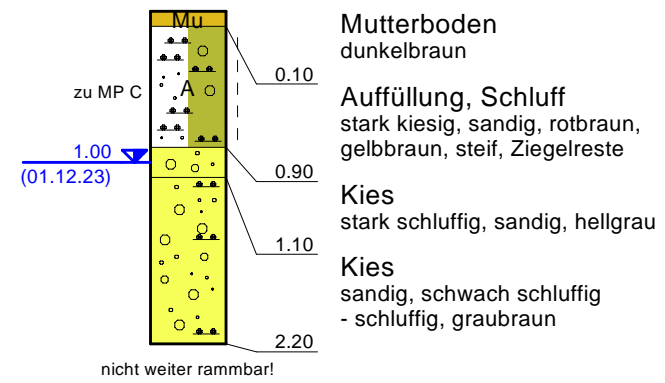 Mu
Mutterboden
dunkelbraun
0.10
zu MP C
A
Auffüllung, Schluff
stark kiesig, sandig, rotbraun,
gelbbraun, steif, Ziegelreste
1.00
(01.12.23)
0.90
Kies
stark schluffig, sandig, hellgrau
1.10
Kies
sandig, schwach schluffig
- schluffig, graubraun
2.20
nicht weiter rammbar!